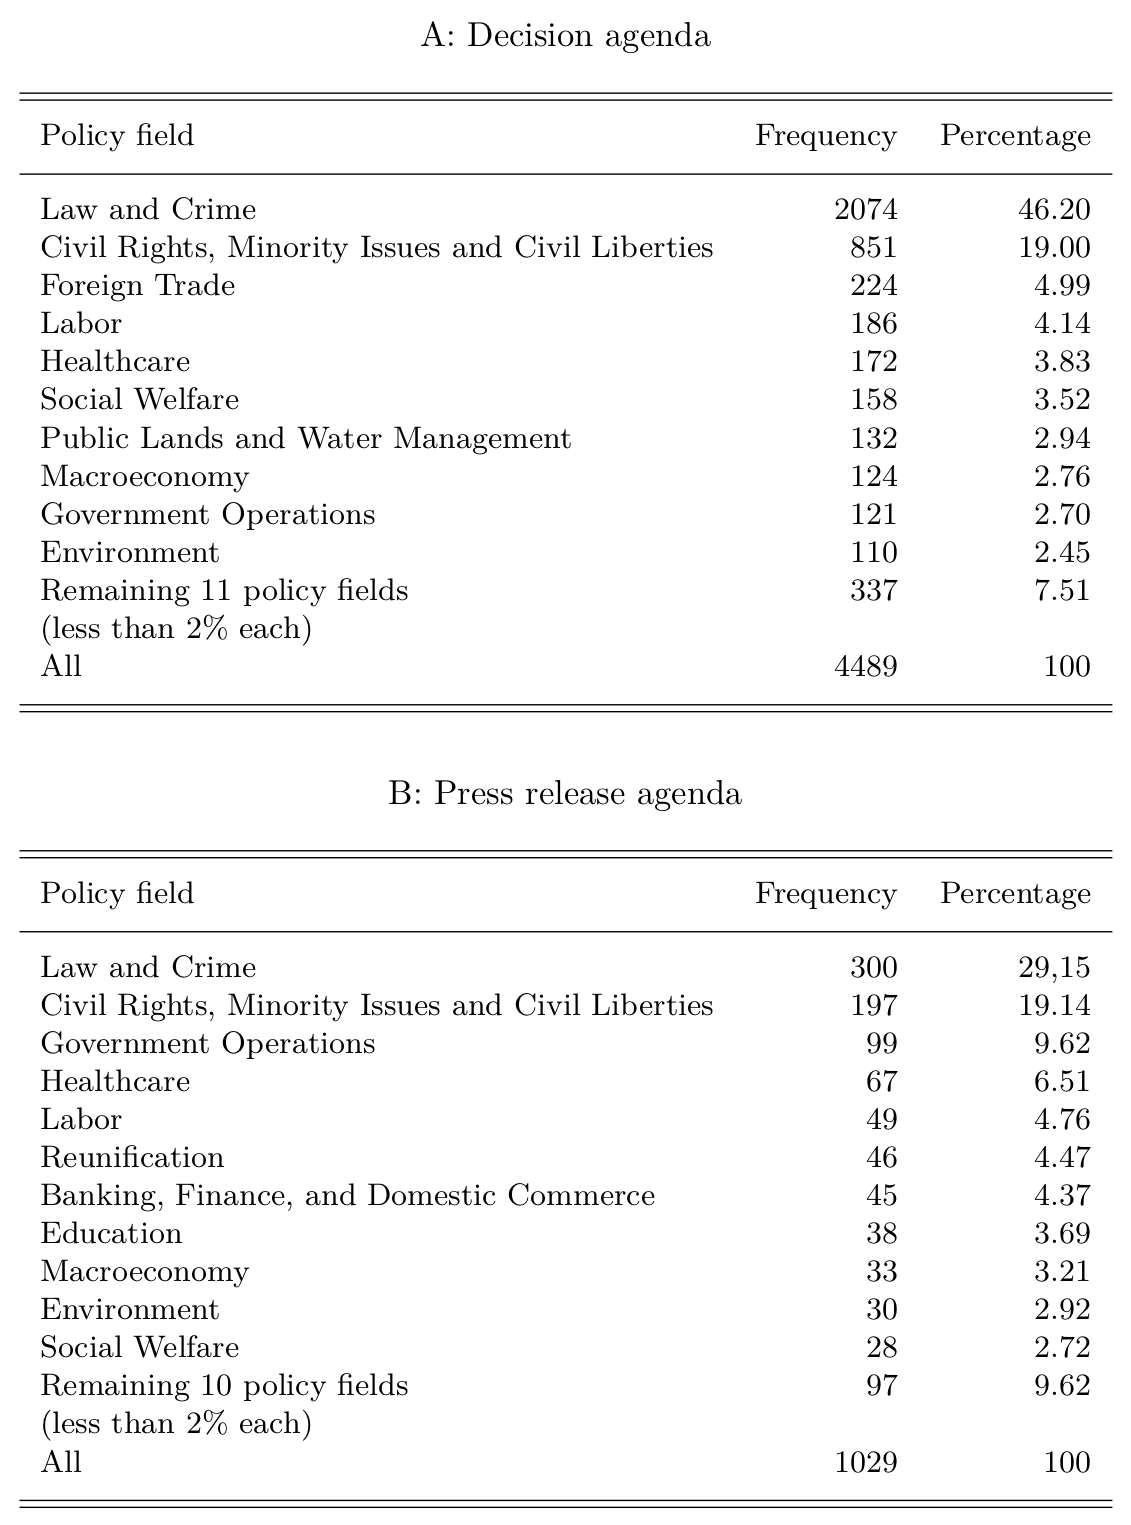 A: Decision agenda
Policy field Frequency Percentage
Law and Crime 2074 46.20
Civil Rights, Minority Issues and Civil Liberties 851 19.00
Foreign Trade 224 4.99
Labor 186 4.14
Healthcare 172 3.83
Social Welfare 158 3.52
Public Lands and Water Management 132 2.94
Macroeconomy 124 2.76
Government Operations 121 2.70
Environment 110 2.45
Remaining 11 policy fields 337 7.51
(less than 2% each)
All 4489 100
B: Press release agenda
Policy field Frequency Percentage
Law and Crime 300 29,15
Civil Rights, Minority Issues and Civil Liberties 197 19.14
Government Operations 99 9.62
Healthcare 67 6.51
Labor 49 4.76
Reunification 46 4.47
Banking, Finance, and Domestic Commerce 45 4.37
Education 38 3.69
Macroeconomy 33 3.21
Environment 30 2.92
Social Welfare 28 2.72
Remaining 10 policy fields 97 9.62
(less than 2% each)
All 1029 100